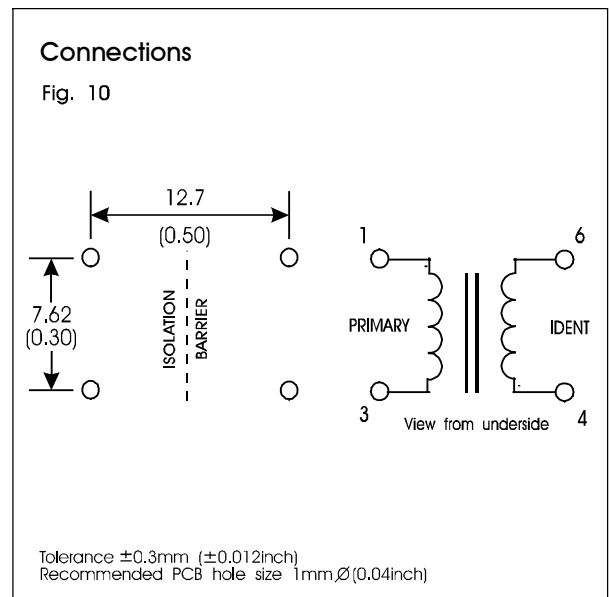 Connections
Fig. 10
12.7
(0.50)
7.62
(0.30)
ISOLATION
BARRIER
1
6
PRIMARY
IDENT
3
4
View from underside
Tolerance ±0.3mm (±0.012inch)
Recommended PCB hole size 1mmØ(0.04inch)